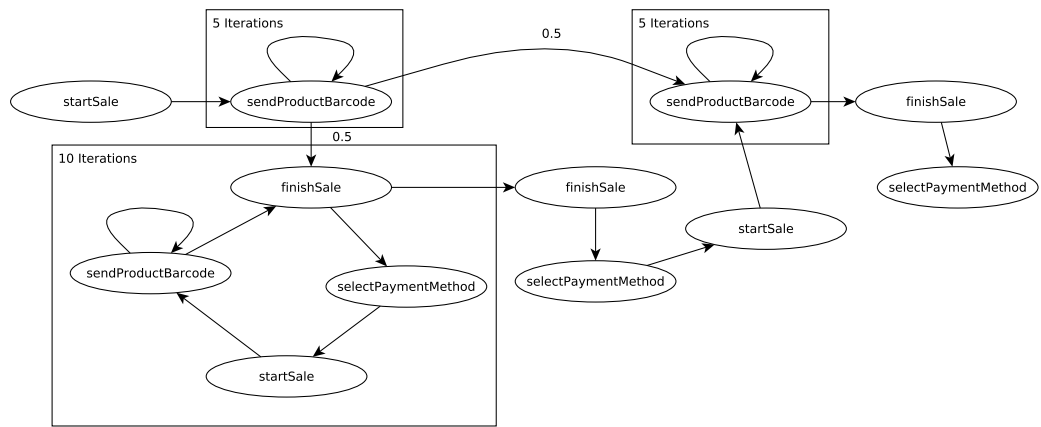 5 Iterations
5 Iterations
0.5
startSale
sendProductBarcode
sendProductBarcode
finishSale
0.5
10 Iterations
finishSale
finishSale
selectPaymentMethod
startSale
sendProductBarcode
selectPaymentMethod
selectPaymentMethod
startSale